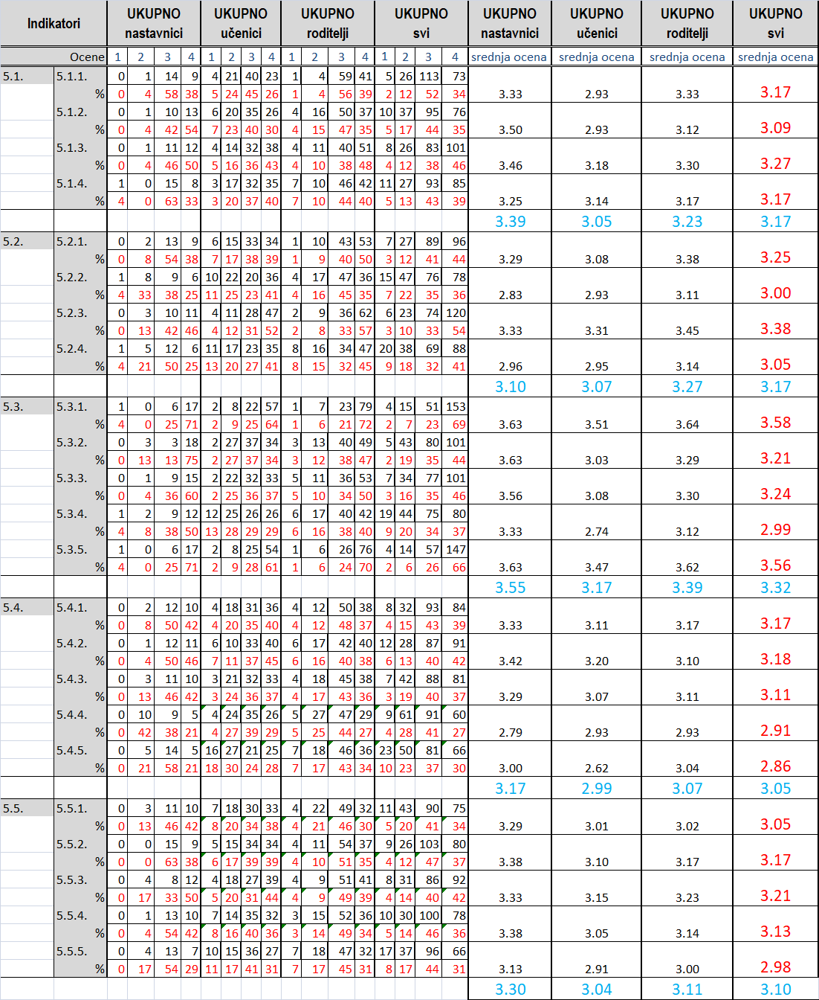 Indikatori UKUPNO nastavnici UKUPNO učenici UKUPNO roditelji UKUPNO svi UKUPNO nastavnici UKUPNO učenici UKUPNO roditelji UKUPNO svi
Ocene 1 2 3 4 1 2 3 4 1 2 3 4 1 2 3 4 srednja ocena srednja ocena srednja ocena srednja ocena
5.1. 5.1.1. 0 1 14 9 4 21 40 23 1 4 59 41 5 26 113 73
% 0 4 58 38 5 24 45 26 1 4 56 39 2 12 52 34 3.33 2.93 3.33 3.17
5.1.2. 0 1 10 13 6 20 35 26 4 16 50 37 10 37 95 76
% 0 4 42 54 7 23 40 30 4 15 47 35 5 17 44 35 3.50 2.93 3.12 3.09
5.1.3. 0 1 11 12 4 14 32 38 4 11 40 51 8 26 83 101
% 0 4 46 50 5 16 36 43 4 10 38 48 4 12 38 46 3.46 3.18 3.30 3.27
5.1.4. 1 0 15 8 3 17 32 35 7 10 46 42 11 27 93 85
% 4 0 63 33 3 20 37 40 7 10 44 40 5 13 43 39 3.25 3.14 3.17 3.17
3.39 3.05 3.23 3.17
5.2. 5.2.1. 0 2 13 9 6 15 33 34 1 10 43 53 7 27 89 96
% 0 8 54 38 7 17 38 39 1 9 40 50 3 12 41 44 3.29 3.08 3.38 3.25
5.2.2. 1 8 9 6 10 22 20 36 4 17 47 36 15 47 76 78
% 4 33 38 25 11 25 23 41 4 16 45 35 7 22 35 36 2.83 2.93 3.11 3.00
5.2.3. 0 3 10 11 4 11 28 47 2 9 36 62 6 23 74 120
% 0 13 42 46 4 12 31 52 2 8 33 57 3 10 33 54 3.33 3.31 3.45 3.38
5.2.4. 1 5 12 6 11 17 23 35 8 16 34 47 20 38 69 88
% 4 21 50 25 13 20 27 41 8 15 32 45 9 18 32 41 2.96 2.95 3.14 3.05
3.10 3.07 3.27 3.17
5.3. 5.3.1. 1 0 6 17 2 8 22 57 1 7 23 79 4 15 51 153
% 4 0 25 71 2 9 25 64 1 6 21 72 2 7 23 69 3.63 3.51 3.64 3.58
5.3.2. 0 3 3 18 2 27 37 34 3 13 40 49 5 43 80 101
% 0 13 13 75 2 27 37 34 3 12 38 47 2 19 35 44 3.63 3.03 3.29 3.21
5.3.3. 0 1 9 15 2 22 32 33 5 11 36 53 7 34 77 101
% 0 4 36 60 2 25 36 37 5 10 34 50 3 16 35 46 3.56 3.08 3.30 3.24
5.3.4. 1 2 9 12 12 25 26 26 6 17 40 42 19 44 75 80
% 4 8 38 50 13 28 29 29 6 16 38 40 9 20 34 37 3.33 2.74 3.12 2.99
5.3.5. 1 0 6 17 2 8 25 54 1 6 26 76 4 14 57 147
% 4 0 25 71 2 9 28 61 1 6 24 70 2 6 26 66 3.63 3.47 3.62 3.56
3.55 3.17 3.39 3.32
5.4. 5.4.1. 0 2 12 10 4 18 31 36 4 12 50 38 8 32 93 84
% 0 8 50 42 4 20 35 40 4 12 48 37 4 15 43 39 3.33 3.11 3.17 3.17
5.4.2. 0 1 12 11 6 10 33 40 6 17 42 40 12 28 87 91
% 0 4 50 46 7 11 37 45 6 16 40 38 6 13 40 42 3.42 3.20 3.10 3.18
5.4.3. 0 3 11 10 3 21 32 33 4 18 45 38 7 42 88 81
% 0 13 46 42 3 24 36 37 4 17 43 36 3 19 40 37 3.29 3.07 3.11 3.11
5.4.4. 0 10 9 5 4 24 35 26 5 27 47 29 9 61 91 60
% 0 42 38 21 4 27 39 29 5 25 44 27 4 28 41 27 2.79 2.93 2.93 2.91
5.4.5. 0 5 14 5 16 27 21 25 7 18 46 36 23 50 81 66
% 0 21 58 21 18 30 24 28 7 17 43 34 10 23 37 30 3.00 2.62 3.04 2.86
3.17 2.99 3.07 3.05
5.5. 5.5.1. 0 3 11 10 7 18 30 33 4 22 49 32 11 43 90 75
% 0 13 46 42 8 20 34 38 4 21 46 30 5 20 41 34 3.29 3.01 3.02 3.05
5.5.2. 0 0 15 9 5 15 34 34 4 11 54 37 9 26 103 80
% 0 0 63 38 6 17 39 39 4 10 51 35 4 12 47 37 3.38 3.10 3.17 3.17
5.5.3. 0 4 8 12 4 18 27 39 4 9 51 41 8 31 86 92
% 0 17 33 50 5 20 31 44 4 9 49 39 4 14 40 42 3.33 3.15 3.23 3.21
5.5.4. 0 1 13 10 7 14 35 32 3 15 52 36 10 30 100 78
% 0 4 54 42 8 16 40 36 3 14 49 34 5 14 46 36 3.38 3.05 3.14 3.13
5.5.5. 0 4 13 7 10 15 36 27 7 18 47 32 17 37 96 66
% 0 17 54 29 11 17 41 31 7 17 45 31 8 17 44 31 3.13 2.91 3.00 2.98
3.30 3.04 3.11 3.10